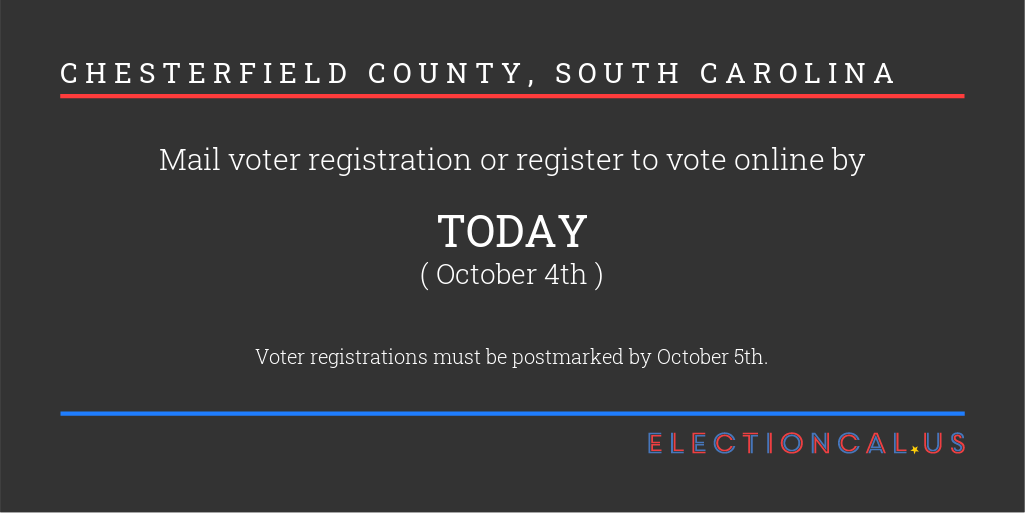 CHESTERFIELD COUNTY, SOUTH CAROLINA
Mail voter registration or register to vote online by
TODAY
( October 4th )
Voter registrations must be postmarked by October 5th.
ELECTIONCAL.US